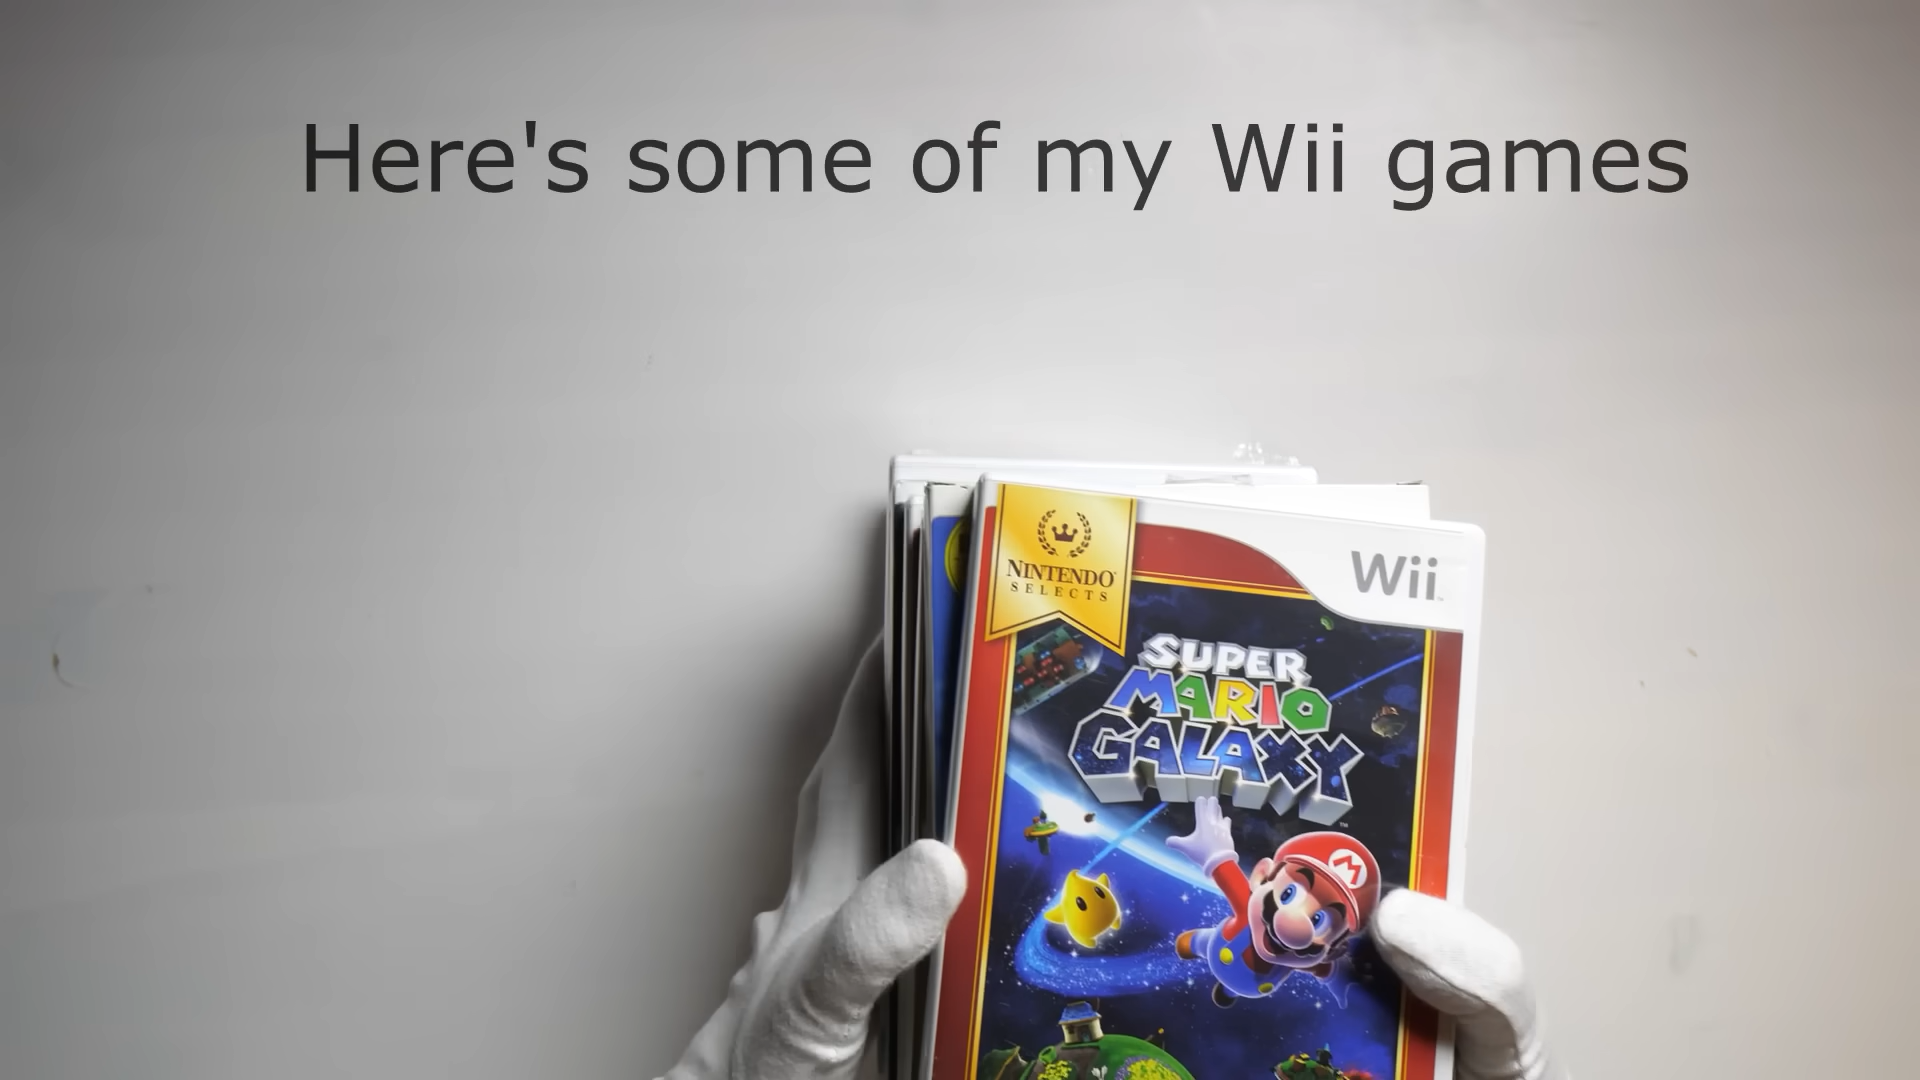 Here's some of my Wii games
NINTENDO
SELECTS
Wii
SUPER
MARIO
GALAXY
M